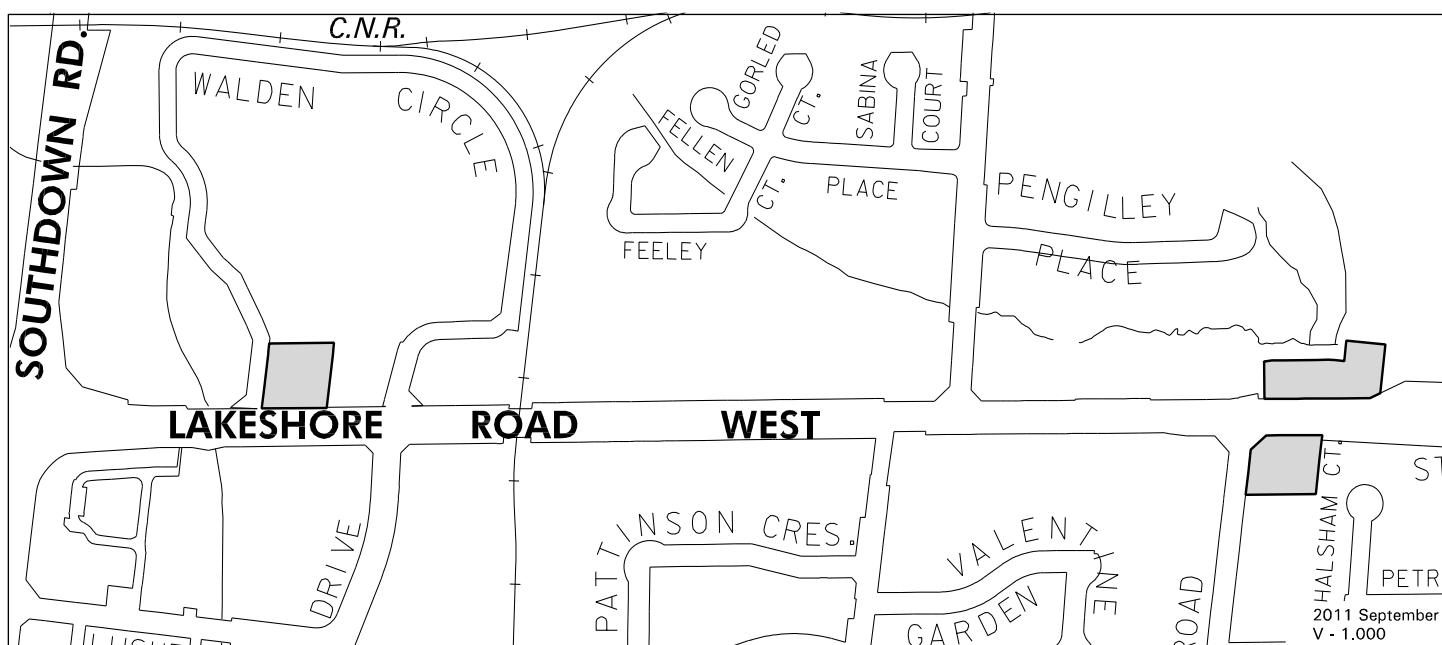 C.N.R.
SOUTHDOWN RD.
WALDEN CIRCLE
GORLED CT.
SABINA COURT
FELLEN
PLACE
CT.
FEELEY
PENGILLEY
PLACE
LAKESHORE ROAD WEST
DRIVE
PATTINSON CRES.
VALENTINE
GARDEN
ROAD
HALSHAM CT.
ST
PETR
2011 September
V - 1.000